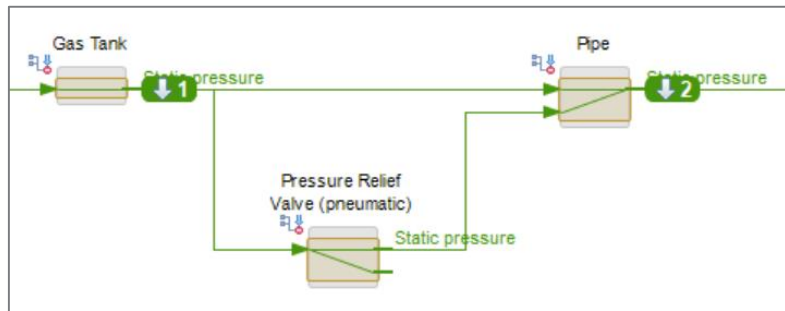 Gas Tank
Static pressure
1
Pipe
Static pressure
2
Pressure Relief
Valve (pneumatic)
Static pressure